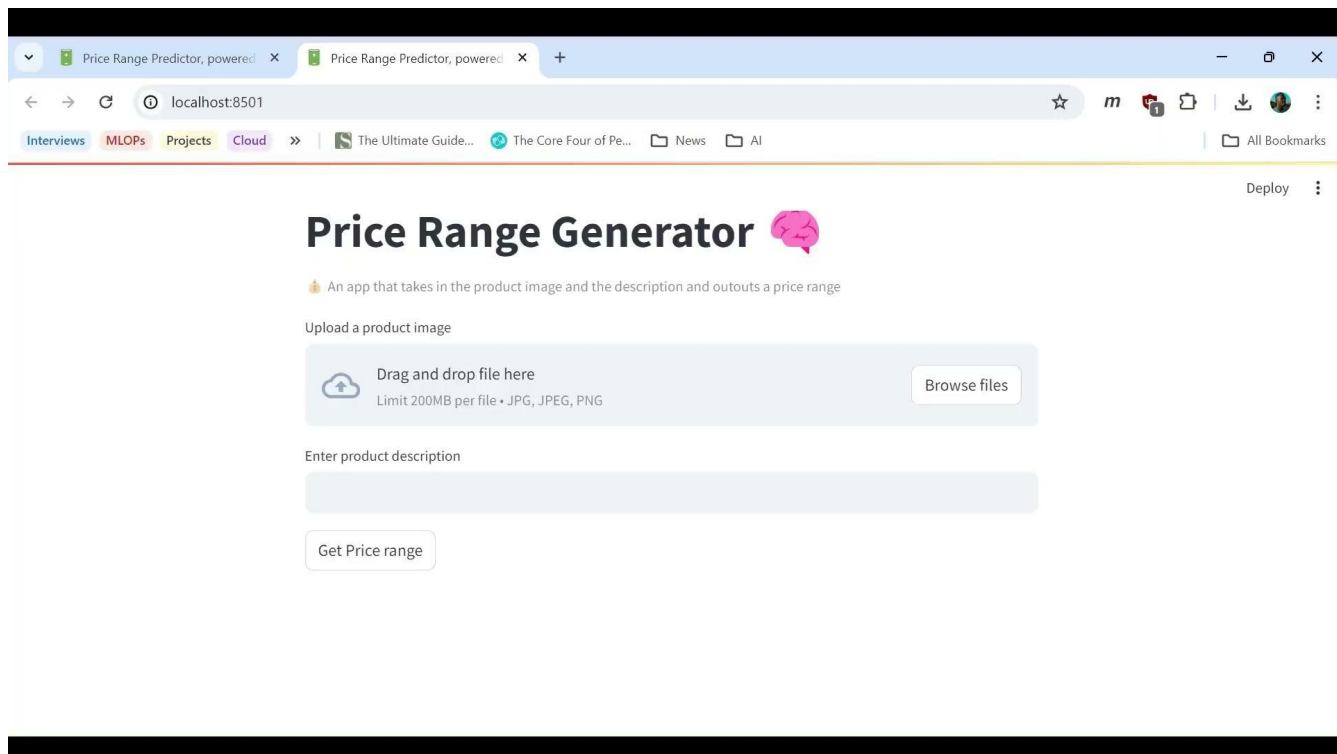 Price Range Predictor, powered
Price Range Predictor, powered
localhost:8501
m
1
Interviews MLOPs Projects Cloud The Ultimate Guide... The Core Four of Pe... News AI All Bookmarks
Deploy
Price Range Generator
An app that takes in the product image and the description and outouts a price range
Upload a product image
Drag and drop file here
Limit 200MB per file • JPG, JPEG, PNG
Browse files
Enter product description
Get Price range